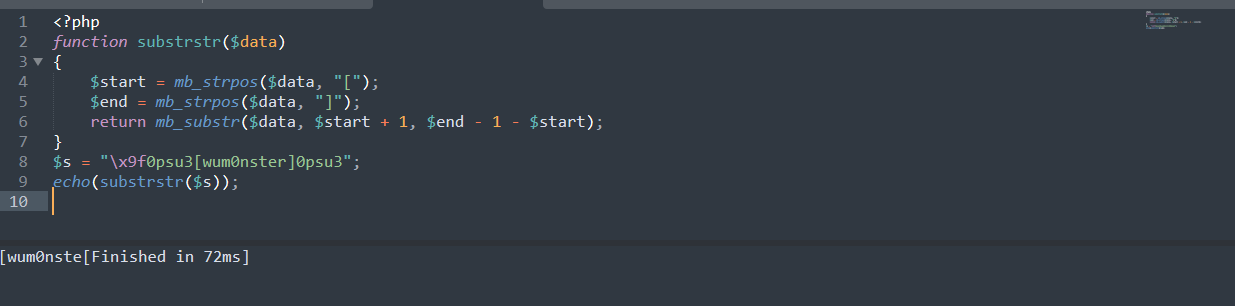 1 <?php
2 function substrstr($data)
3 {
4 $start = mb_strpos($data, "[");
5 $end = mb_strpos($data, "]");
6 return mb_substr($data, $start + 1, $end - 1 - $start);
7 }
8 $s = "\x9f0psu3[wum0nster]0psu3";
9 echo(substrstr($s));
10
[wum0nste[Finished in 72ms]